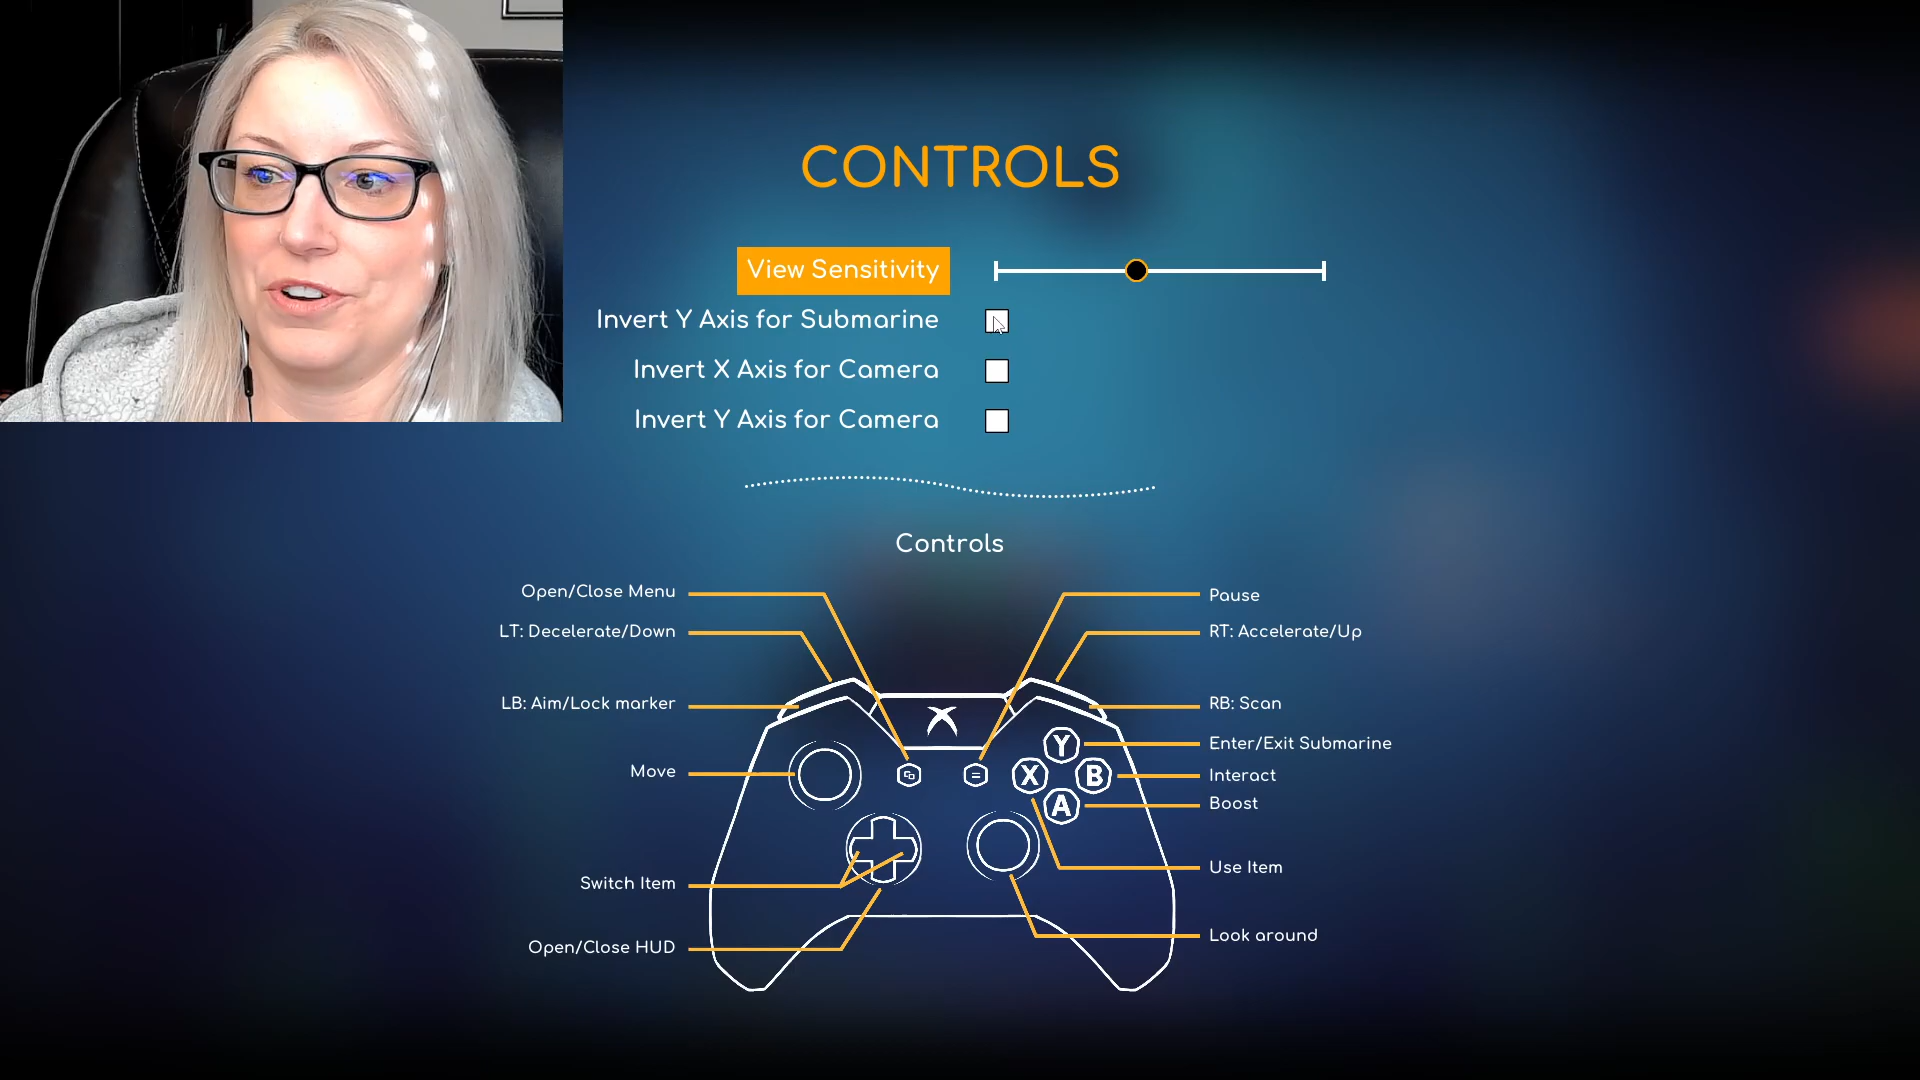 CONTROLS
View Sensitivity
Invert Y Axis for Submarine
Invert X Axis for Camera
Invert Y Axis for Camera
Controls
Open/Close Menu
Pause
LT: Decelerate/Down
RT: Accelerate/Up
LB: Aim/Lock marker
RB: Scan
Y
Enter/Exit Submarine
Move
X
B
Interact
A
Boost
Use Item
Switch Item
Look around
Open/Close HUD